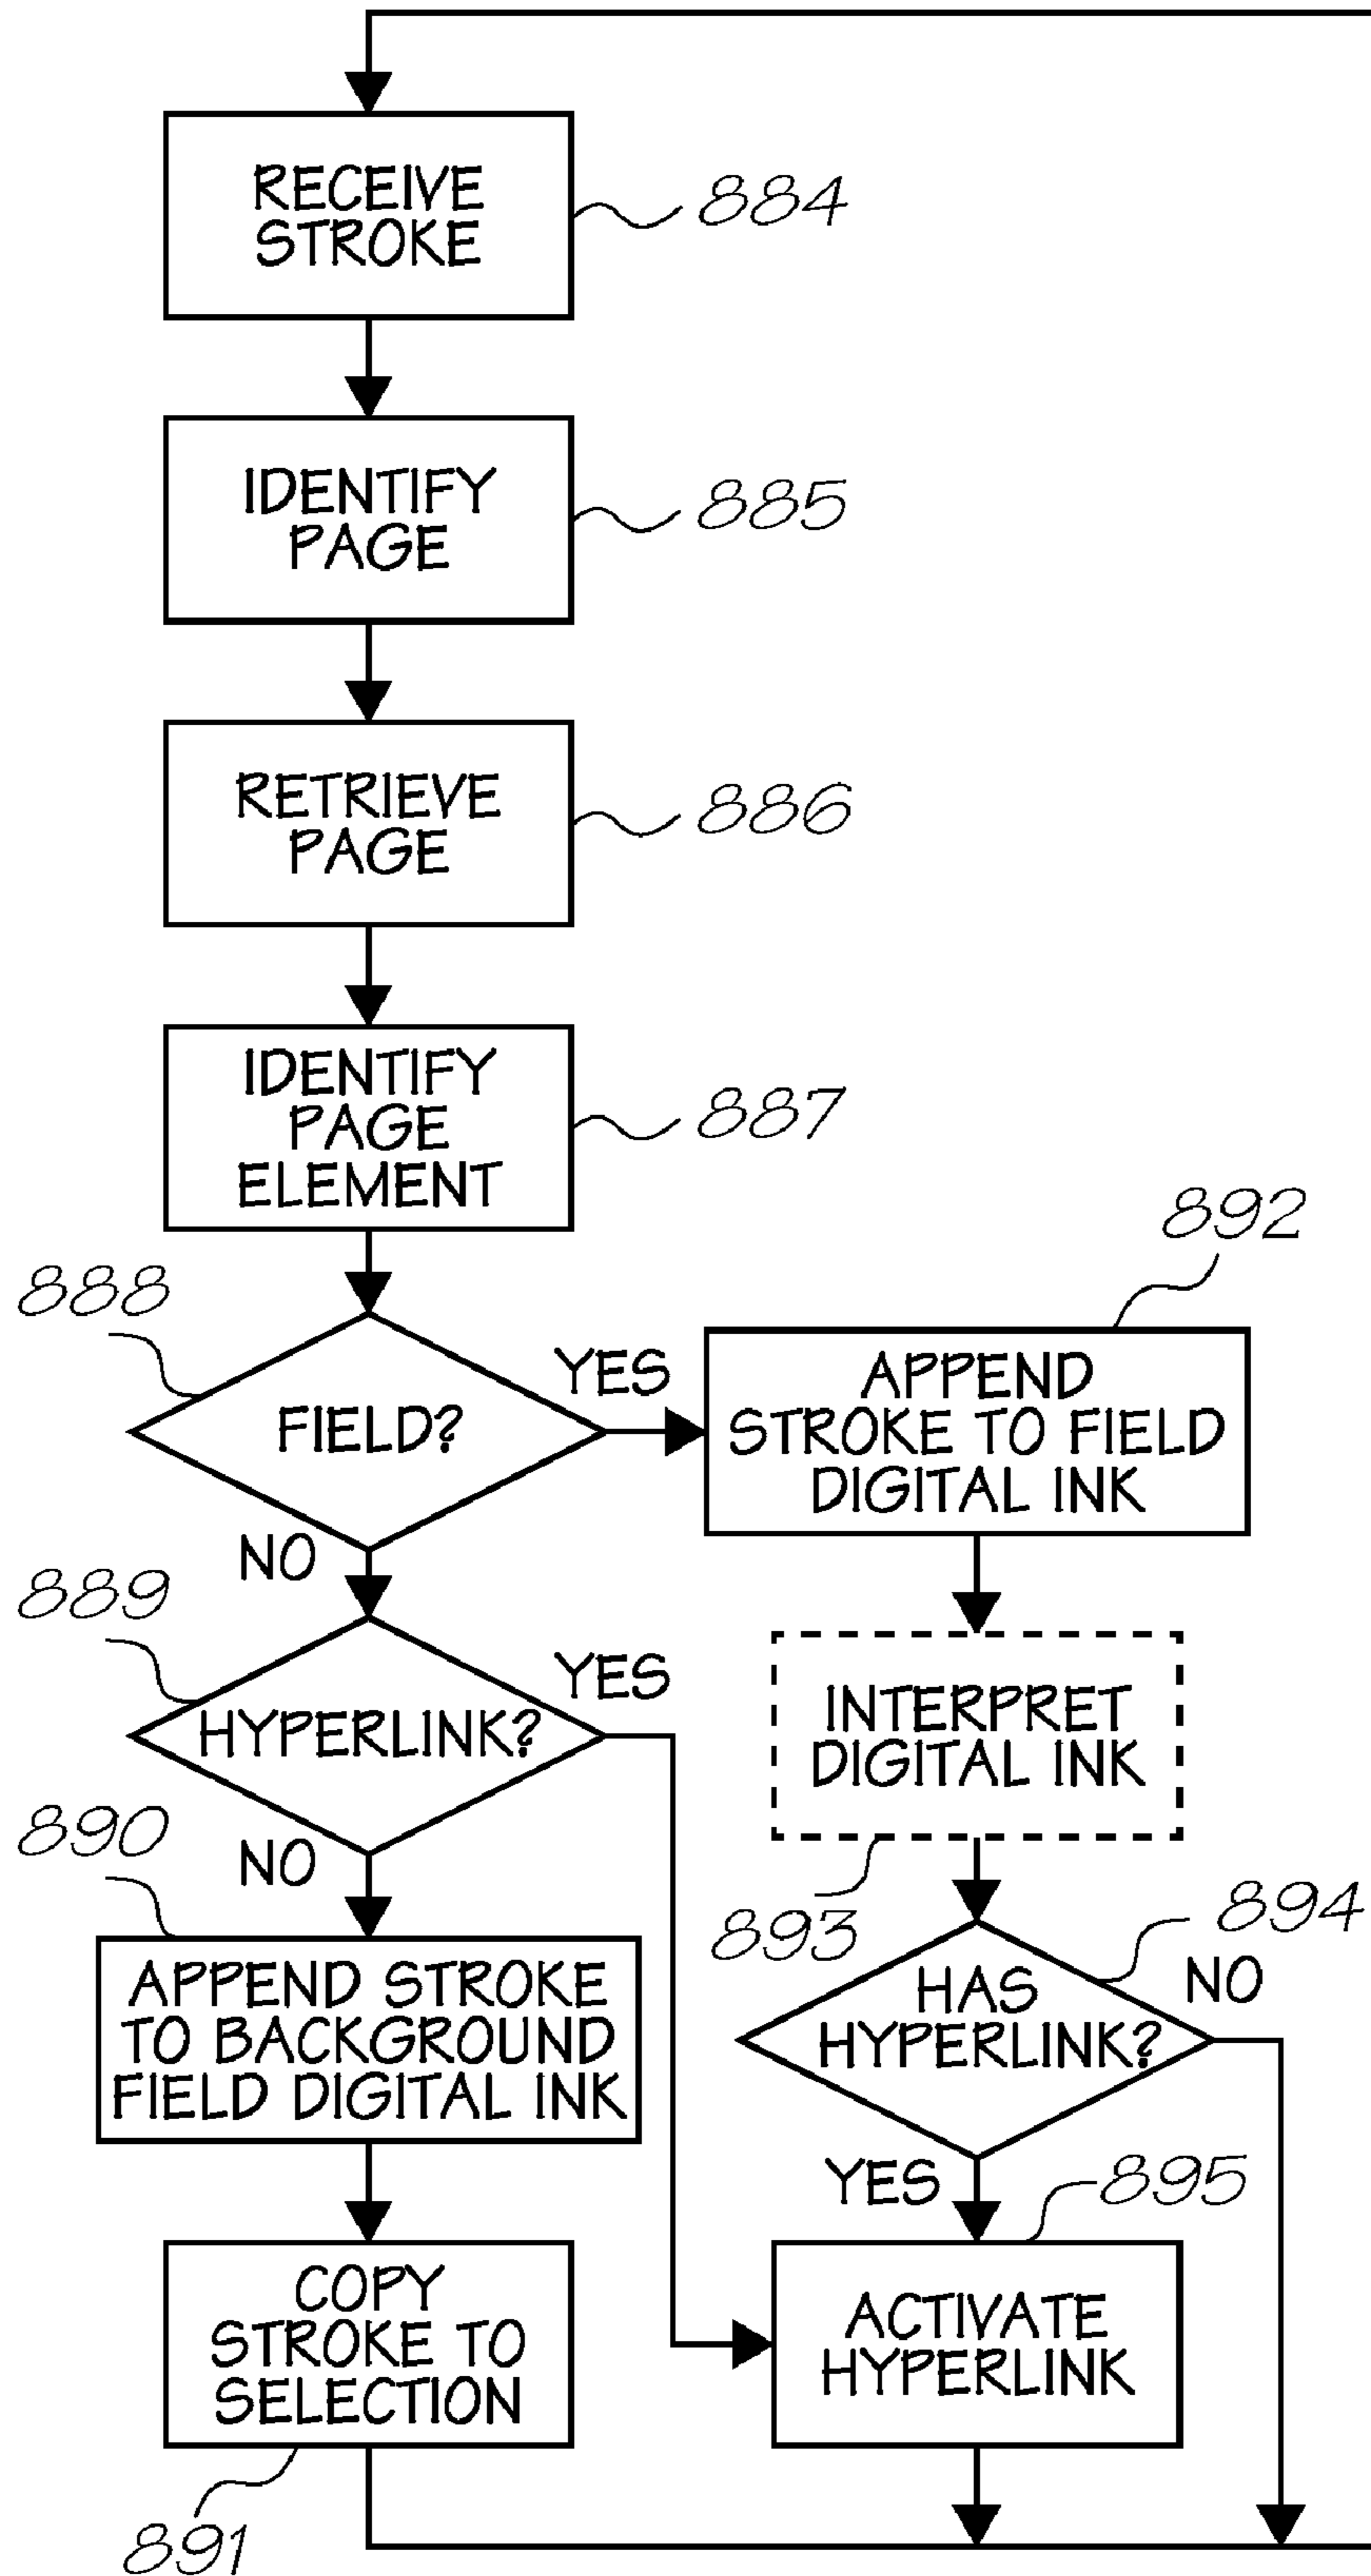 RECEIVE
STROKE
884
IDENTIFY
PAGE
885
RETRIEVE
PAGE
886
IDENTIFY
PAGE
ELEMENT
887
892
888
FIELD?
YES
APPEND
STROKE TO FIELD
DIGITAL INK
NO
889
HYPERLINK?
YES
INTERPRET
DIGITAL INK
890
NO
893
894
APPEND STROKE
TO BACKGROUND
FIELD DIGITAL INK
HAS
HYPERLINK?
NO
YES
895
COPY
STROKE TO
SELECTION
ACTIVATE
HYPERLINK
891